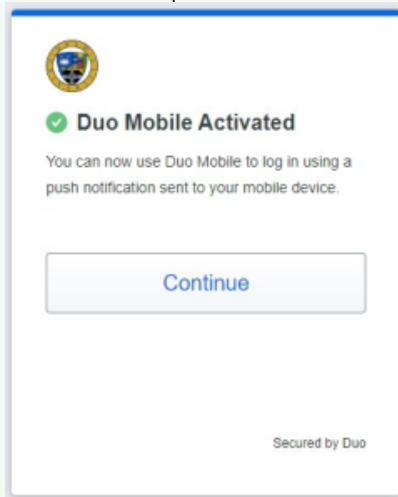 Duo Mobile Activated
You can now use Duo Mobile to log in using a
push notification sent to your mobile device.
Continue
Secured by Duo